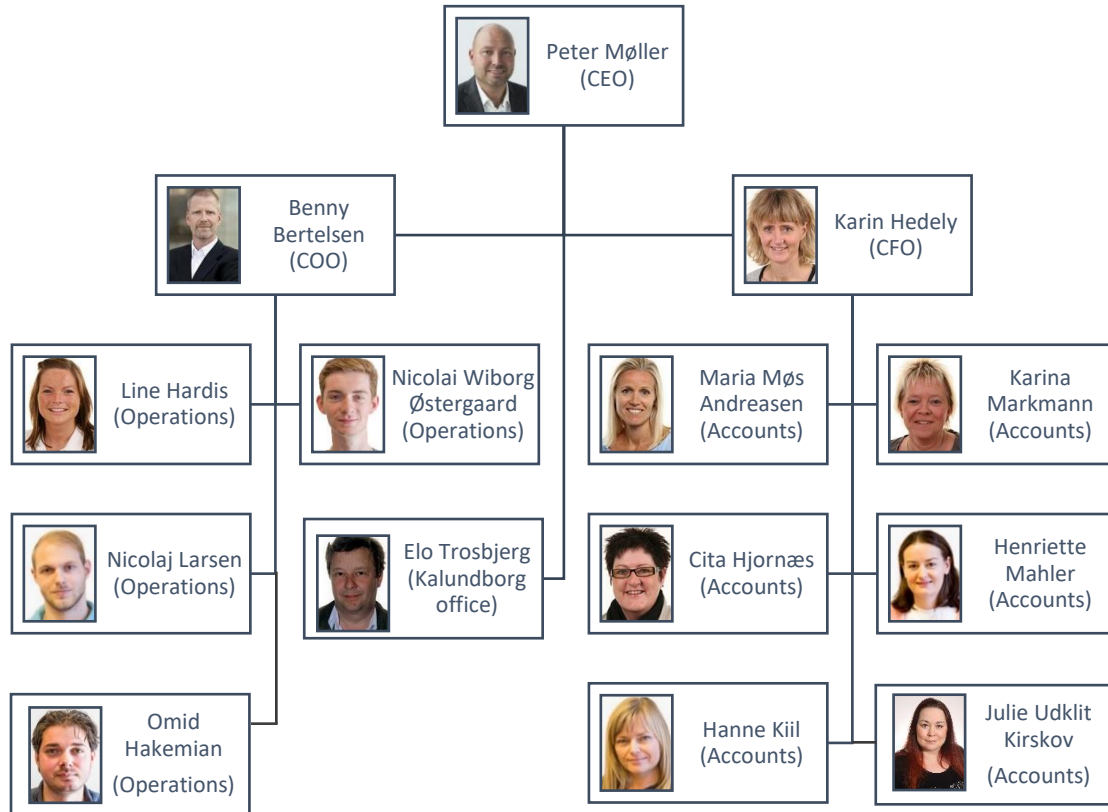 Peter Møller
(CEO)
Benny
Bertelsen
(COO)
Karin Hedely
(CFO)
Line Hardis
(Operations)
Nicolai Wiborg
Østergaard
(Operations)
Maria Møs
Andreasen
(Accounts)
Karina
Markmann
(Accounts)
Nicolaj Larsen
(Operations)
Elo Trosbjerg
(Kalundborg
office)
Cita Hjornæs
(Accounts)
Henriette
Mahler
(Accounts)
Omid
Hakemian
(Operations)
Hanne Kiil
(Accounts)
Julie Udklit
Kirskov
(Accounts)